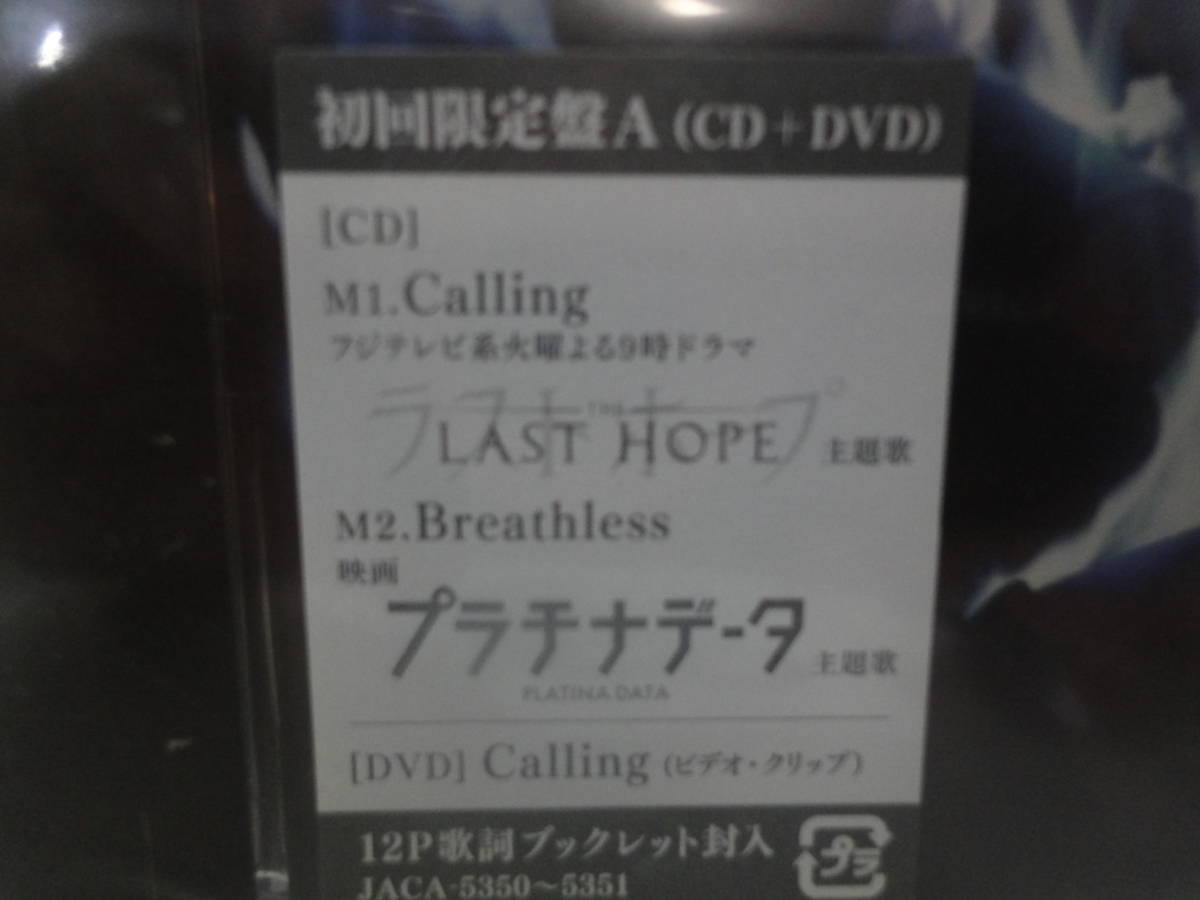 初回限定盤A (CD+DVD)
[CD]
M1.Calling
フジテレビ系火曜よる9時ドラマ
ラストホープ
THE
LAST HOPE 主題歌
M2.Breathless
映画
プラチナデータ 主題歌
PLATINA DATA
[DVD] Calling (ビデオ・クリップ)
12P歌詞ブックレット封入
プラ
JACA-5350〜5351